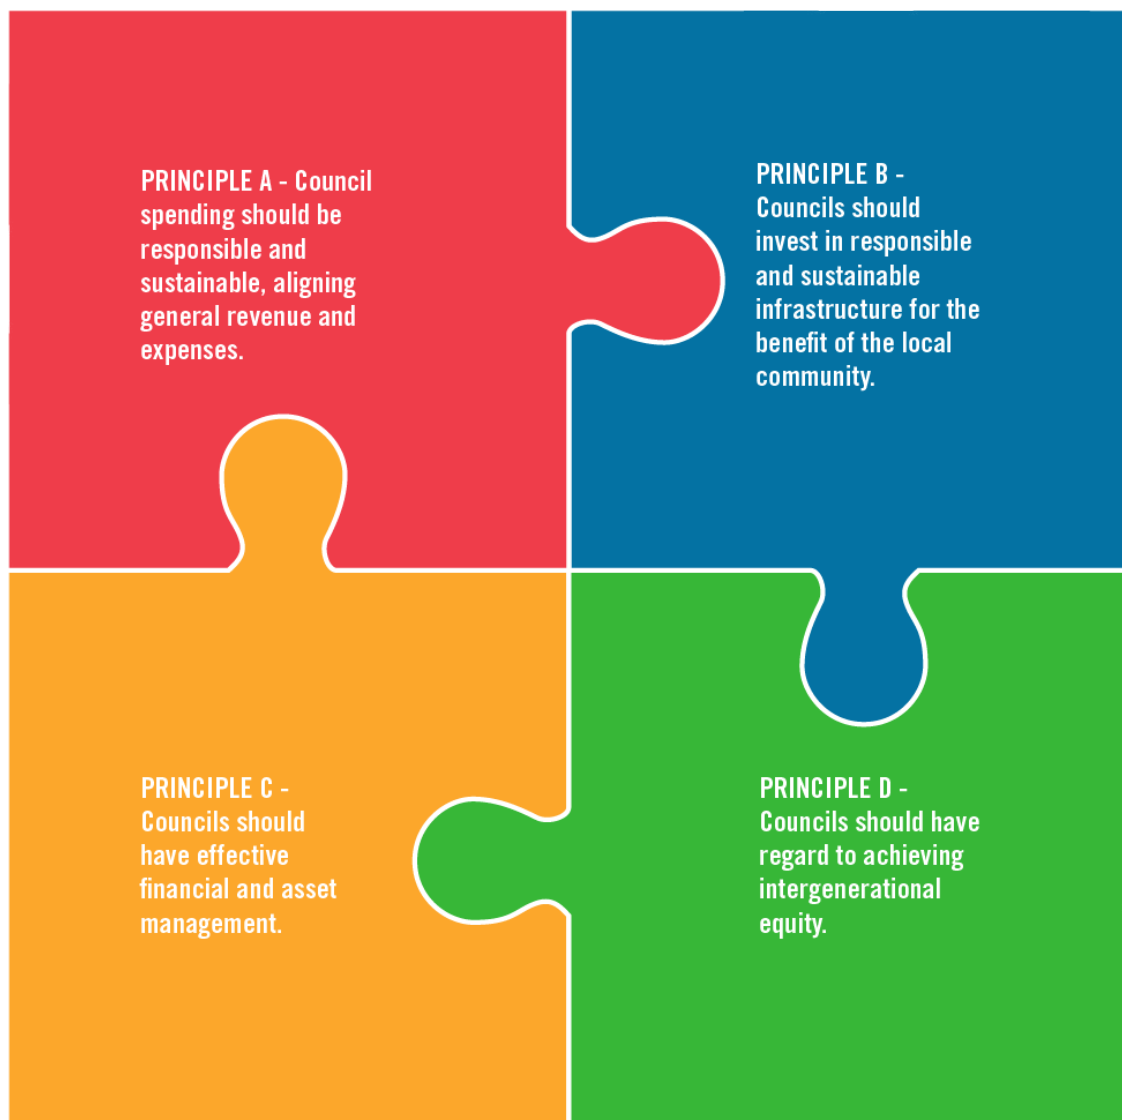 PRINCIPLE A - Council
spending should be
responsible and
sustainable, aligning
general revenue and
expenses.
PRINCIPLE B -
Councils should
invest in responsible
and sustainable
infrastructure for the
benefit of the local
community.
PRINCIPLE C -
Councils should
have effective
financial and asset
management.
PRINCIPLE D -
Councils should have
regard to achieving
intergenerational
equity.